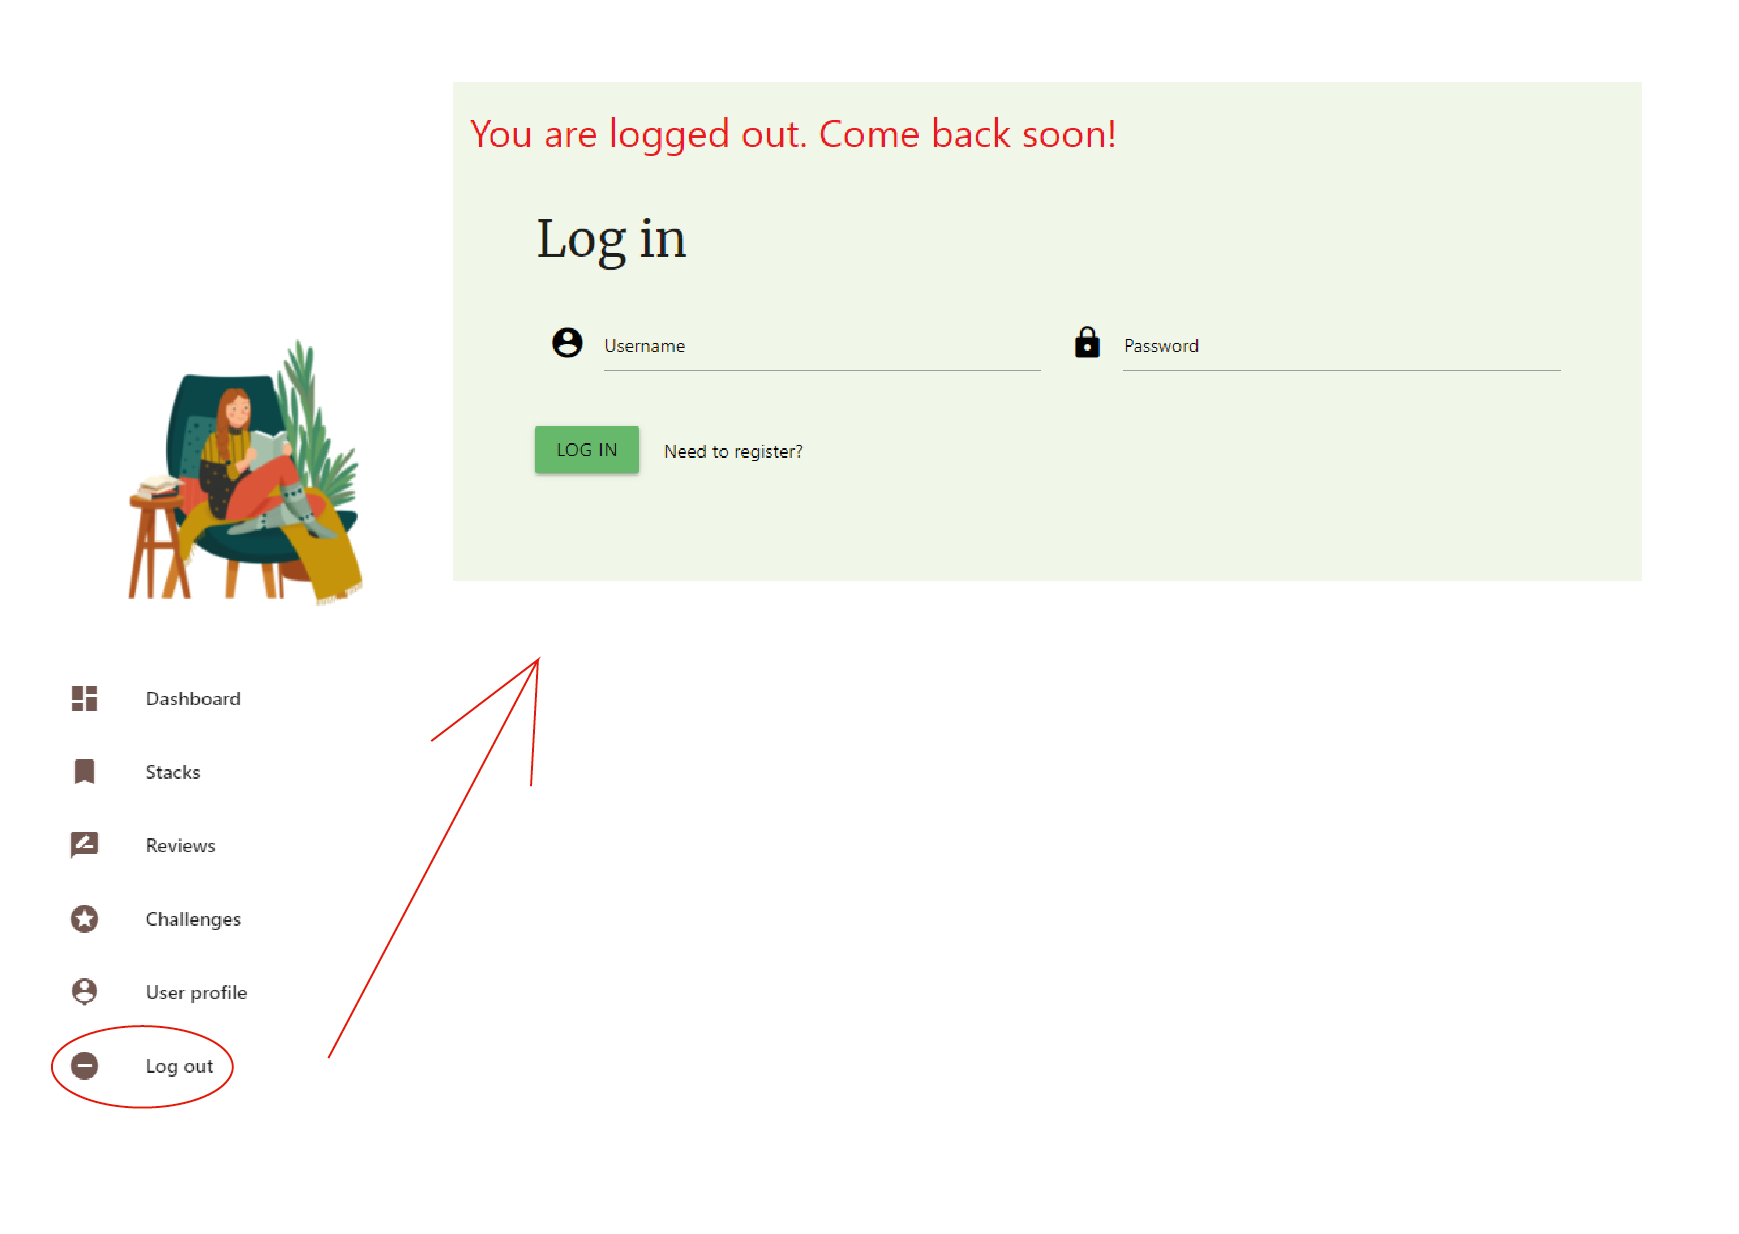 You are logged out. Come back soon!
Log in
Username
Password
LOG IN
Need to register?
Dashboard
Stacks
Reviews
Challenges
User profile
Log out